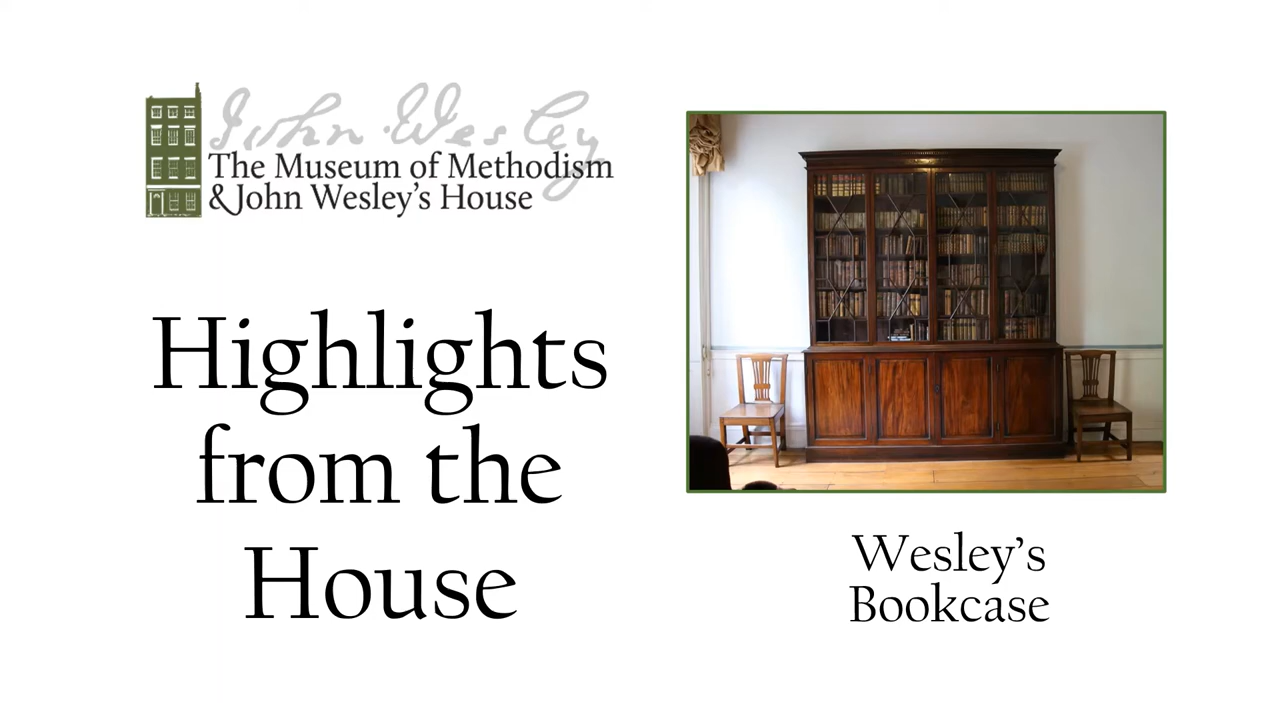 John Wesley
The Museum of Methodism
& John Wesley's House
Highlights
from the
House
Wesley's
Bookcase